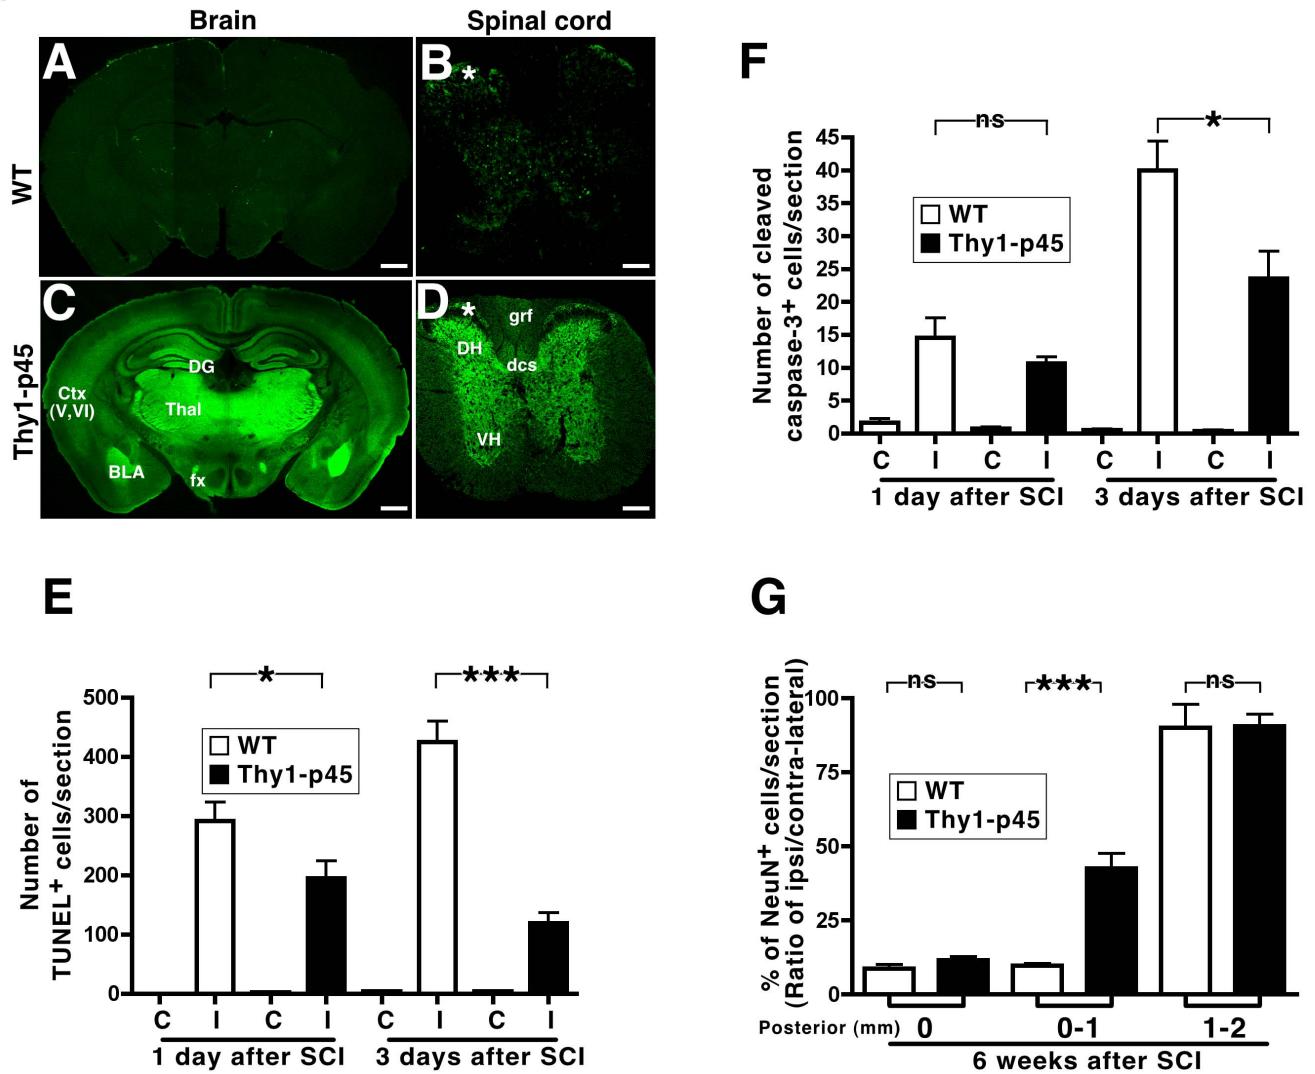 Brain
Spinal cord
WT
A
B
*
Thy1-p45
C
DG
Ctx
(V,VI)
Thal
BLA
fx
D
*
grf
DH
dcs
VH
F
ns
*
Number of cleaved
caspase-3+ cells/section
45
40
35
30
25
20
15
10
5
0
WT
Thy1-p45
C I C I C I C I
1 day after SCI 3 days after SCI
E
*
***
Number of
TUNEL+ cells/section
500
400
300
200
100
0
WT
Thy1-p45
C I C I C I C I
1 day after SCI 3 days after SCI
G
ns
***
ns
% of NeuN+ cells/section
(Ratio of ipsi/contra-lateral)
100
75
50
25
0
WT
Thy1-p45
Posterior (mm) 0 0-1 1-2
6 weeks after SCI